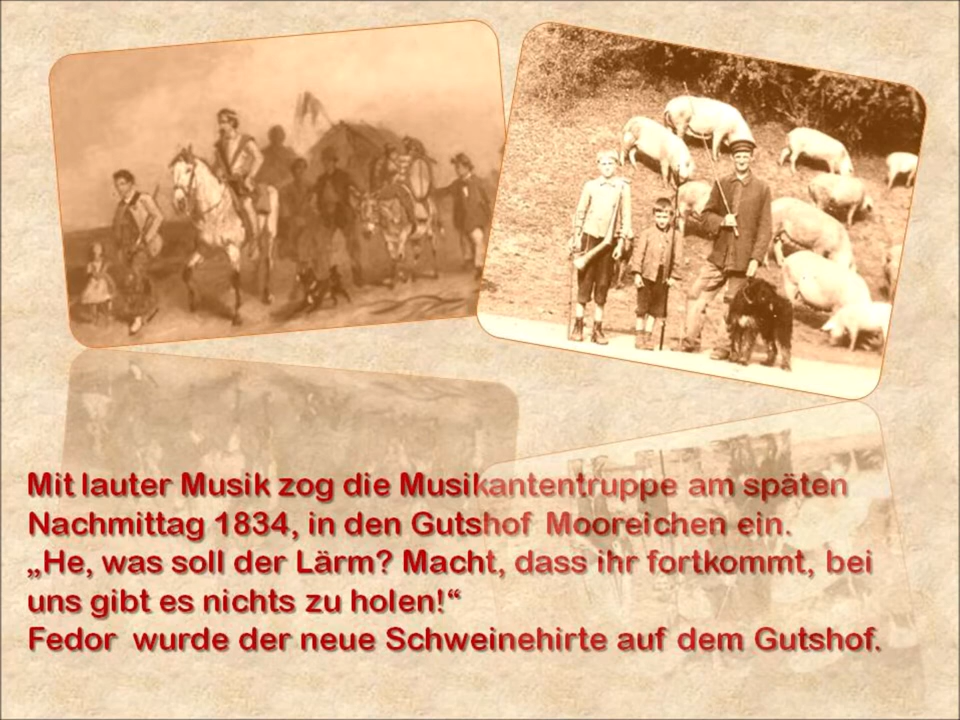 Mit lauter Musik zog die Musikantentruppe am späten
Nachmittag 1834, in den Gutshof Mooreichen ein.
„He, was soll der Lärm? Macht, dass ihr fortkommt, bei
uns gibt es nichts zu holen!“
Fedor wurde der neue Schweinehirte auf dem Gutshof.